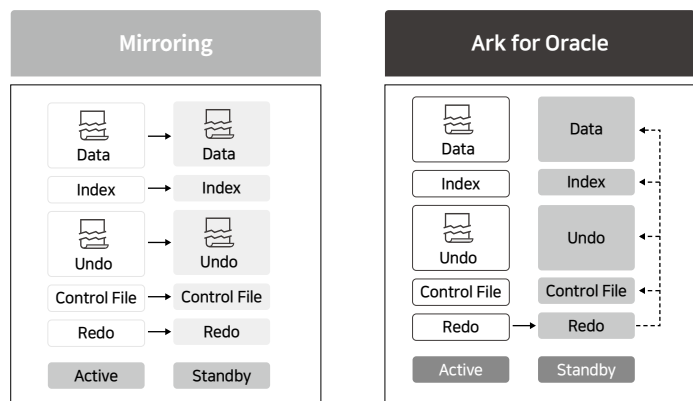 Mirroring
Data
Data
Index
Index
Undo
Undo
Control File
Control File
Redo
Redo
Active
Standby
Ark for Oracle
Data
Data
Index
Index
Undo
Undo
Control File
Control File
Redo
Redo
Active
Standby